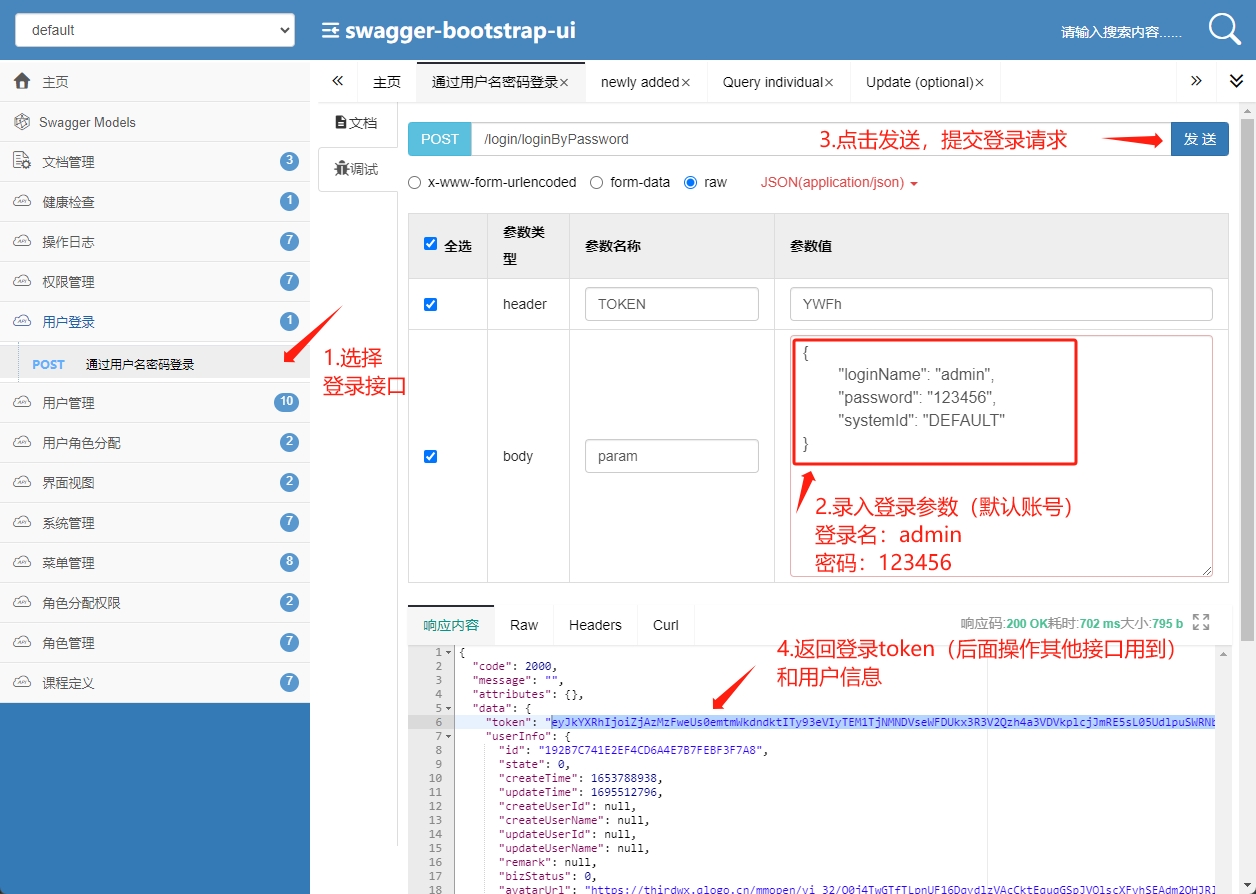 default
swagger-bootstrap-ui
请输入搜索内容......
主页
Swagger Models
文档管理 3
健康检查 1
操作日志 7
权限管理 7
用户登录 1
POST 通过用户名密码登录
用户管理 10
用户角色分配 2
界面视图 2
系统管理 7
菜单管理 8
角色分配权限 2
角色管理 7
课程定义 7
1.选择
登录接口
主页 通过用户名密码登录× newly added× Query individual× Update (optional)×
文档
调试
POST /login/loginByPassword 3.点击发送，提交登录请求 发 送
x-www-form-urlencoded form-data raw JSON(application/json)
全选 参数类型 参数名称 参数值
header TOKEN YWFh
body param
{
"loginName": "admin",
"password": "123456",
"systemId": "DEFAULT"
}
2.录入登录参数（默认账号）
登录名：admin
密码：123456
响应内容 Raw Headers Curl 响应码:200 OK耗时:702 ms大小:795 b
4.返回登录token（后面操作其他接口用到）
和用户信息
1 {
2 "code": 2000,
3 "message": "",
4 "attributes": {},
5 "data": {
6 "token": "
7 "userInfo": {
8 "id": "192B7C741E2EF4CD6A4E7B7FEBF3F7A8",
9 "state": 0,
10 "createTime": 1653788938,
11 "updateTime": 1695512796,
12 "createUserId": null,
13 "createUserName": null,
14 "updateUserId": null,
15 "updateUserName": null,
16 "remark": null,
17 "bizStatus": 0,
18 "avatarUrl":